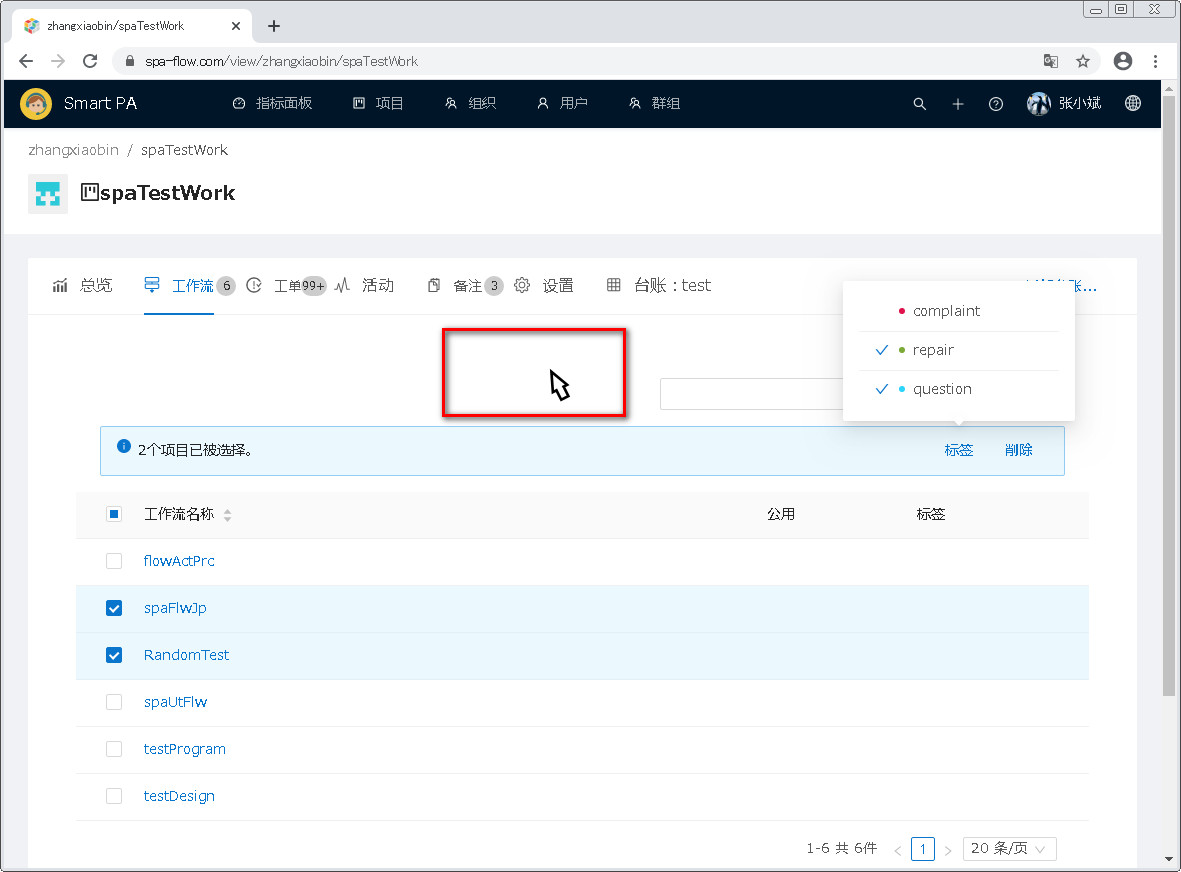 zhangxiaobin/spaTestWork
spa-flow.com/view/zhangxiaobin/spaTestWork
Smart PA 指标面板 项目 组织 用户 群组 张小斌
zhangxiaobin / spaTestWork
spaTestWork
总览 工作流 6 工单 99+ 活动 备注 3 设置 台账：test
complaint
repair
question
2个项目已被选择。 标签 削除
工作流名称 公用 标签
flowActPrc
spaFlwJp
RandomTest
spaUtFlw
testProgram
testDesign
1-6 共 6件 1 20 条/页